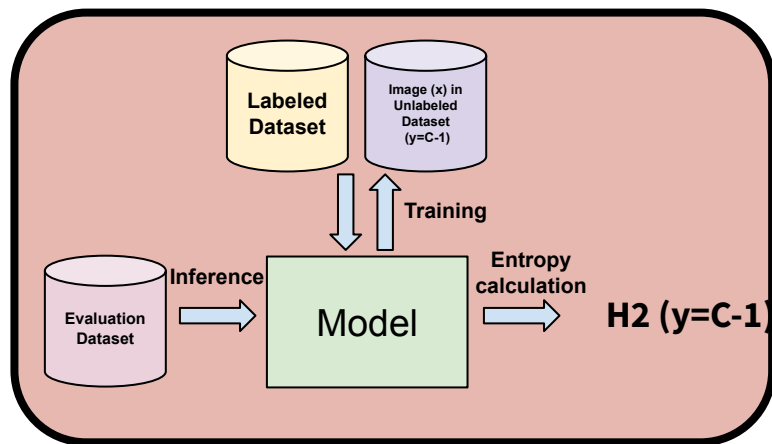 Labeled
Dataset
Image (x) in
Unlabeled
Dataset
(y=C-1)
Training
Inference
Entropy
calculation
Evaluation
Dataset
Model
H2 (y=C-1)